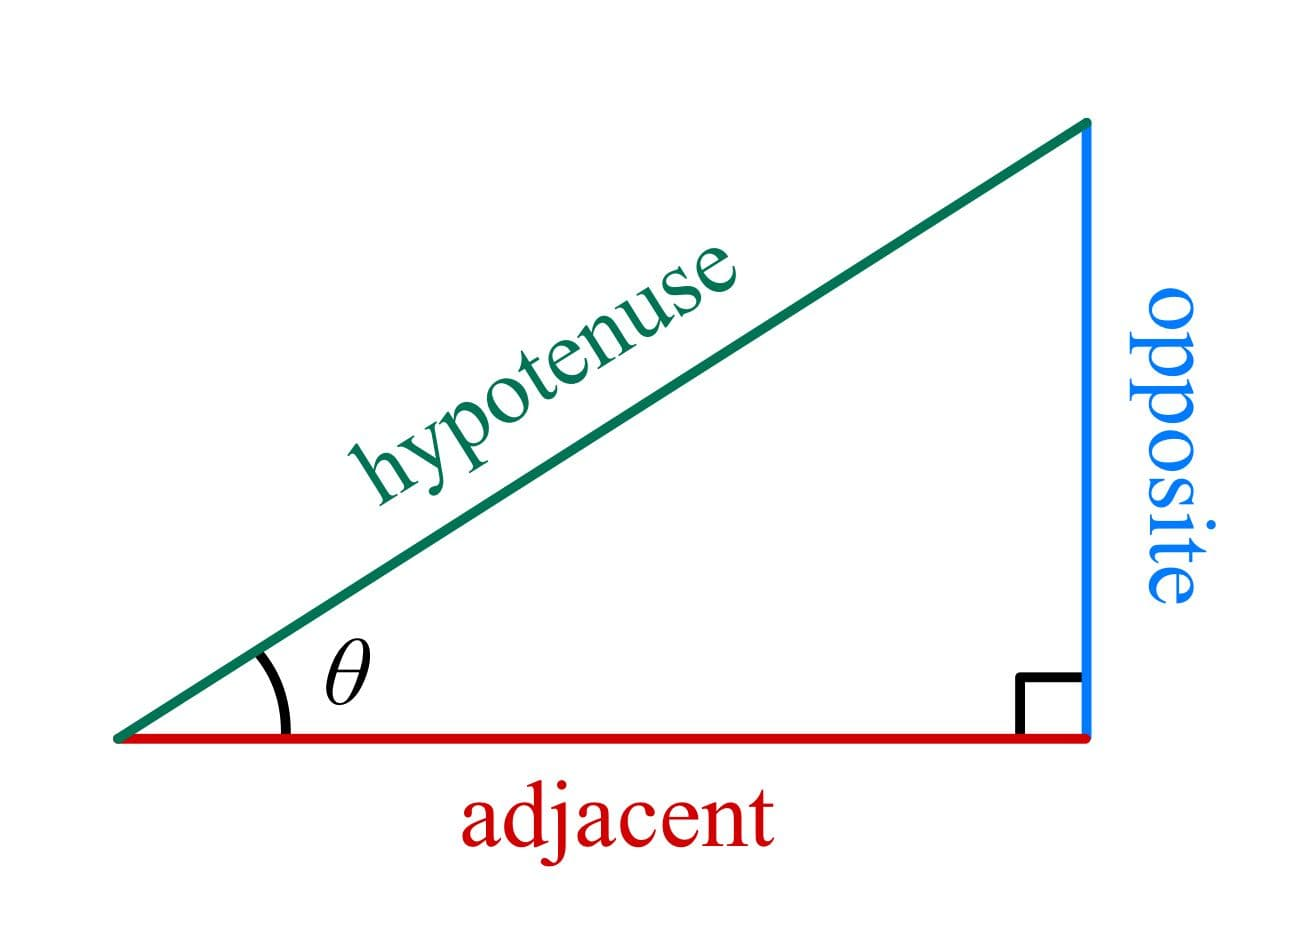 hypotenuse
opposite
θ
adjacent